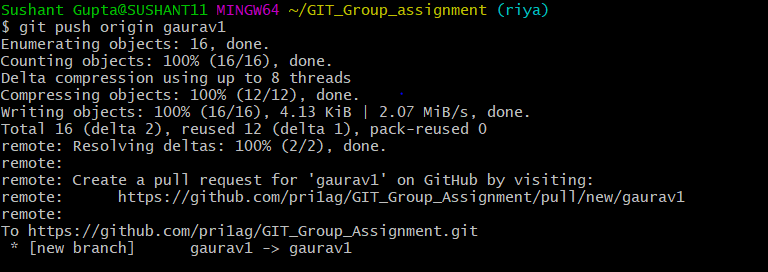 Sushant Gupta@SUSHANT11 MINGW64 ~/GIT_Group_assignment (riya)
$ git push origin gaurav1
Enumerating objects: 16, done.
Counting objects: 100% (16/16), done.
Delta compression using up to 8 threads
Compressing objects: 100% (12/12), done.
Writing objects: 100% (16/16), 4.13 KiB | 2.07 MiB/s, done.
Total 16 (delta 2), reused 12 (delta 1), pack-reused 0
remote: Resolving deltas: 100% (2/2), done.
remote:
remote: Create a pull request for 'gaurav1' on GitHub by visiting:
remote:      https://github.com/pri1ag/GIT_Group_Assignment/pull/new/gaurav1
remote:
To https://github.com/pri1ag/GIT_Group_Assignment.git
 * [new branch]      gaurav1 -> gaurav1